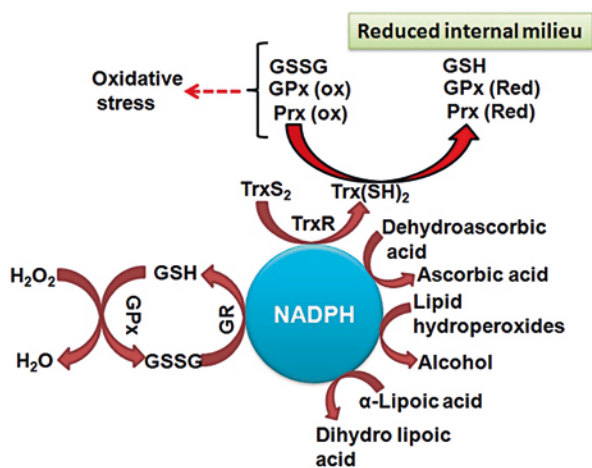 Reduced internal milieu
Oxidative
stress
GSSG
GPx (ox)
Prx (ox)
GSH
GPx (Red)
Prx (Red)
TrxS₂
Trx(SH)₂
TrxR
Dehydroascorbic
acid
Ascorbic acid
Lipid
hydroperoxides
Alcohol
α-Lipoic acid
Dihydro lipoic
acid
NADPH
GR
GSH
GSSG
GPx
H₂O₂
H₂O